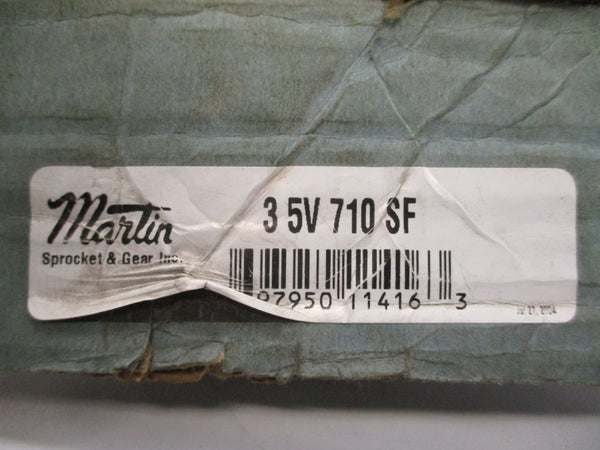 Martin
Sprocket & Gear Inc.
3 5V 710 SF
97950 11416 3